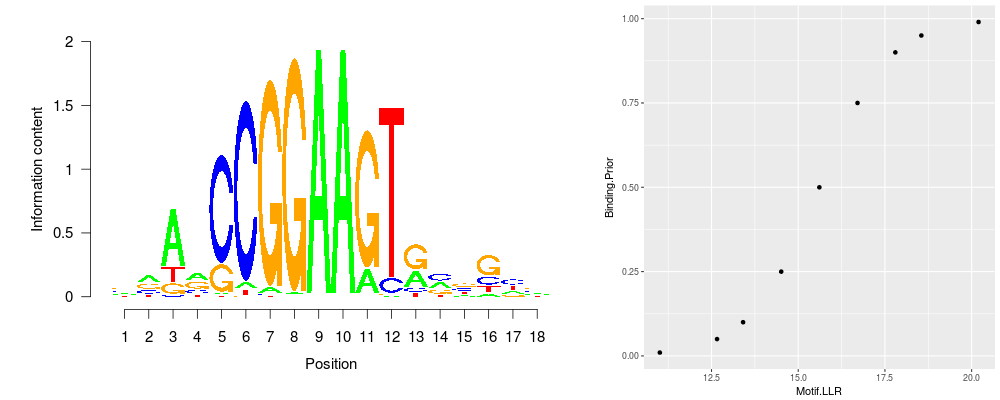 2
1.5
1
0.5
0
Information content
1 2 3 4 5 6 7 8 9 10 11 12 13 14 15 16 17 18
Position
A T G C
C G
C A
G A
G
A
A
G A
T C
G A
G C T
1.00
0.75
0.50
0.25
0.00
Binding.Prior
12.5 15.0 17.5 20.0
Motif.LLR